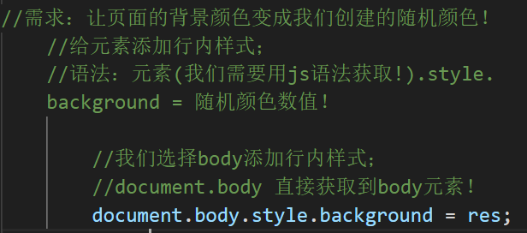 //需求：让页面的背景颜色变成我们创建的随机颜色！
//给元素添加行内样式；
//语法：元素(我们需要用js语法获取!).style.
background = 随机颜色数值！
//我们选择body添加行内样式；
//document.body 直接获取到body元素！
document.body.style.background = res;